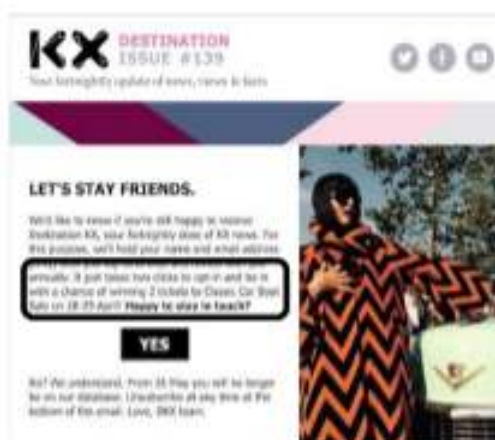 KX DESTINATION
ISSUE #139
Your fortnightly update of news, views & facts
LET'S STAY FRIENDS.
We'd like to know if you're still happy to receive
Destination KX, your fortnightly dose of KX news. For
this purpose, we'll hold your name and email address
annually. It just takes two clicks to opt-in and be in
with a chance of winning 2 tickets to Classic Car Boot
Sale on 28-29 April! Happy to stay in touch?
YES
No? We understand. From 25 May you will no longer
be on our database. Unsubscribe at any time at the
bottom of the email. Love, team.